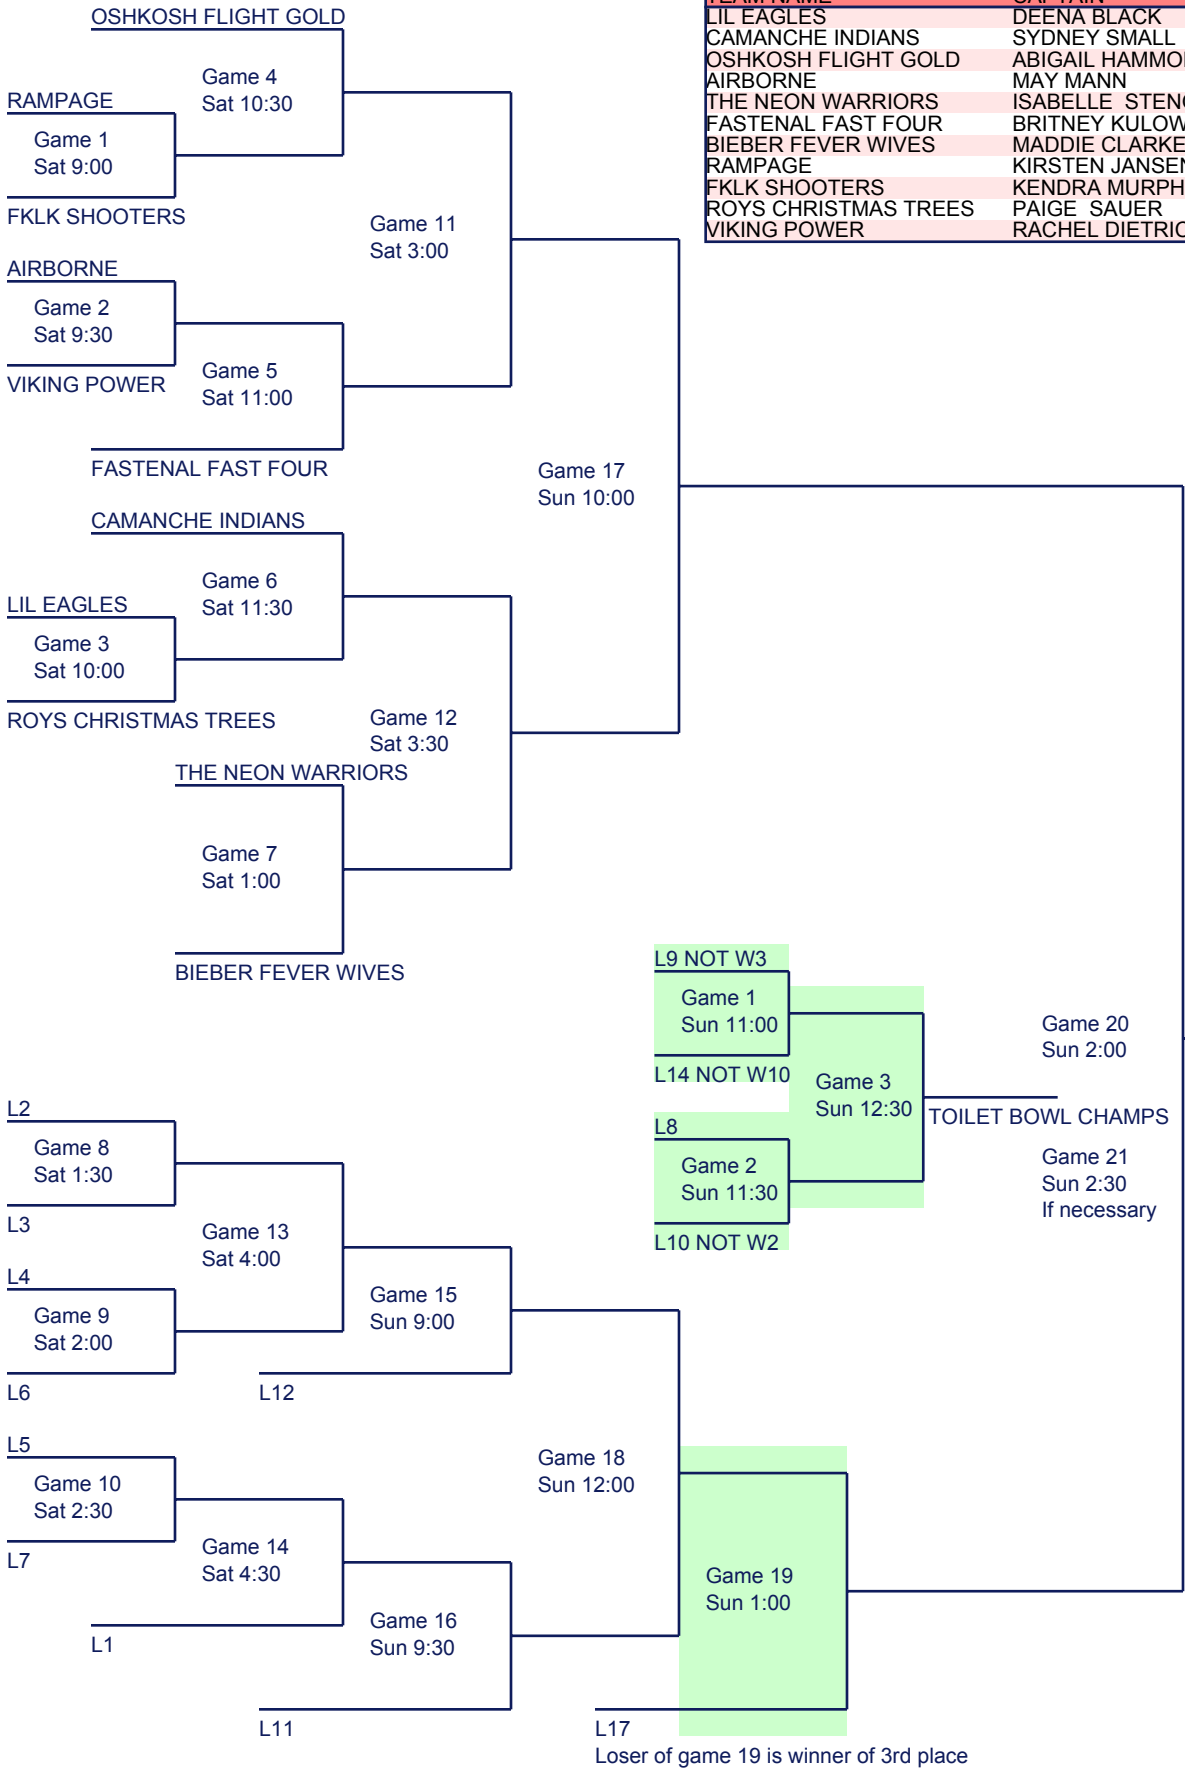 OSHKOSH FLIGHT GOLD
Game 4
Sat 10:30
RAMPAGE
Game 1
Sat 9:00
FKLK SHOOTERS
Game 11
Sat 3:00
AIRBORNE
Game 2
Sat 9:30
VIKING POWER
Game 5
Sat 11:00
FASTENAL FAST FOUR
Game 17
Sun 10:00
CAMANCHE INDIANS
Game 6
Sat 11:30
LIL EAGLES
Game 3
Sat 10:00
ROYS CHRISTMAS TREES
Game 12
Sat 3:30
THE NEON WARRIORS
Game 7
Sat 1:00
BIEBER FEVER WIVES
LIL EAGLES DEENA BLACK
CAMANCHE INDIANS SYDNEY SMALL
OSHKOSH FLIGHT GOLD ABIGAIL
AIRBORNE MAY MANN
THE NEON WARRIORS ISABELLE
FASTENAL FAST FOUR BRITNEY
BIEBER FEVER WIVES MADDIE CLARKE
RAMPAGE KIRSTEN JANSEN
FKLK SHOOTERS KENDRA
ROYS CHRISTMAS TREES PAIGE SAUER
VIKING POWER RACHEL
L9 NOT W3
Game 1
Sun 11:00
L14 NOT W10
Game 3
Sun 12:30
L8
Game 2
Sun 11:30
L10 NOT W2
TOILET BOWL CHAMPS
Game 20
Sun 2:00
Game 21
Sun 2:30
If necessary
L2
Game 8
Sat 1:30
L3
Game 13
Sat 4:00
L4
Game 9
Sat 2:00
L6
Game 15
Sun 9:00
L12
L5
Game 10
Sat 2:30
L7
Game 14
Sat 4:30
L1
Game 16
Sun 9:30
L11
Game 18
Sun 12:00
Game 19
Sun 1:00
L17
Loser of game 19 is winner of 3rd place